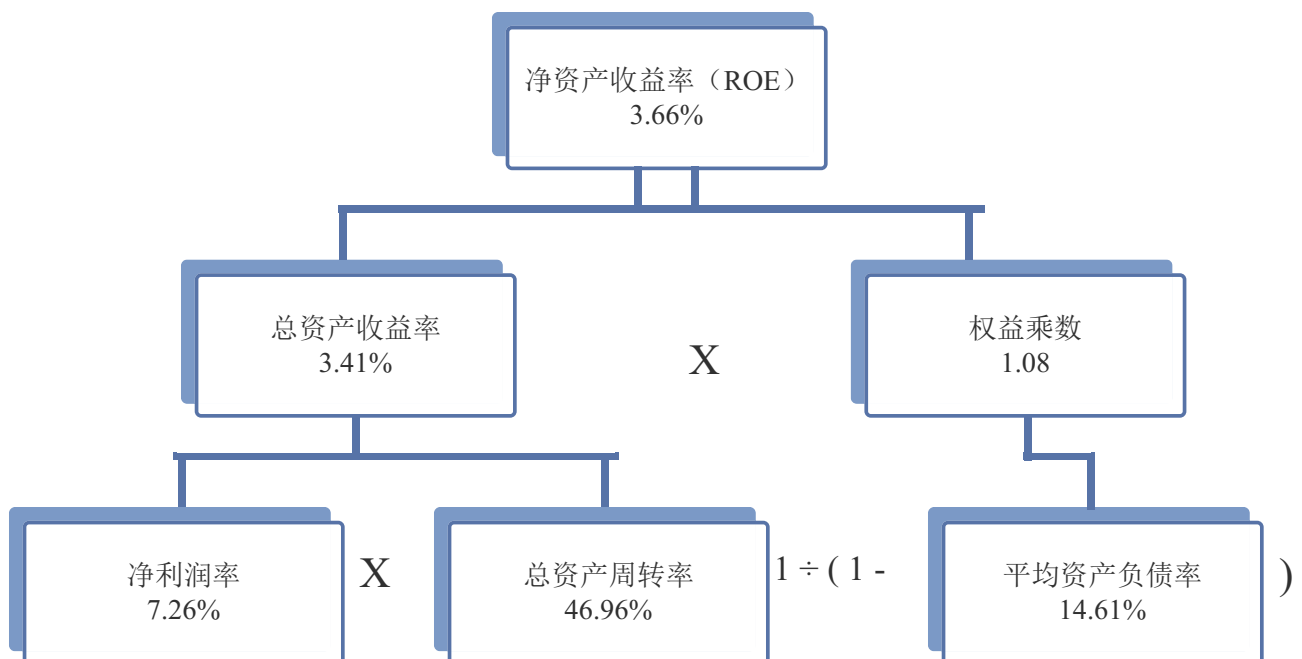 净资产收益率（ROE）
3.66%
总资产收益率
3.41%
X
权益乘数
1.08
净利润率
7.26%
X
总资产周转率
46.96%
1 ÷ ( 1 -
平均资产负债率
14.61%
)